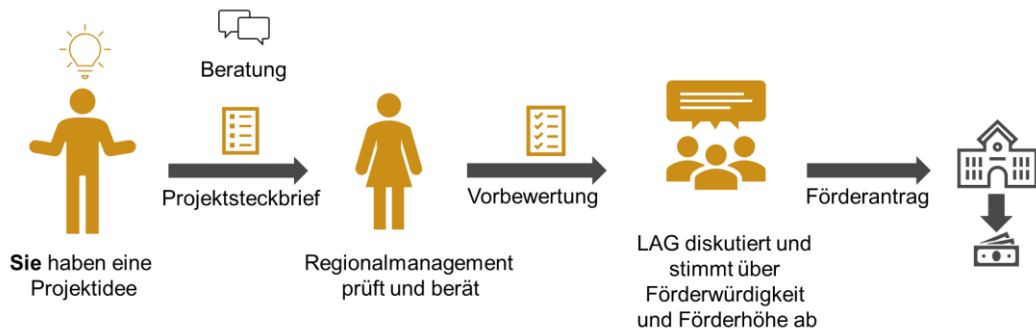 Beratung
Projektsteckbrief
Vorbewertung
Förderantrag
Sie haben eine
Projektidee
Regionalmanagement
prüft und berät
LAG diskutiert und
stimmt über
Förderwürdigkeit
und Förderhöhe ab